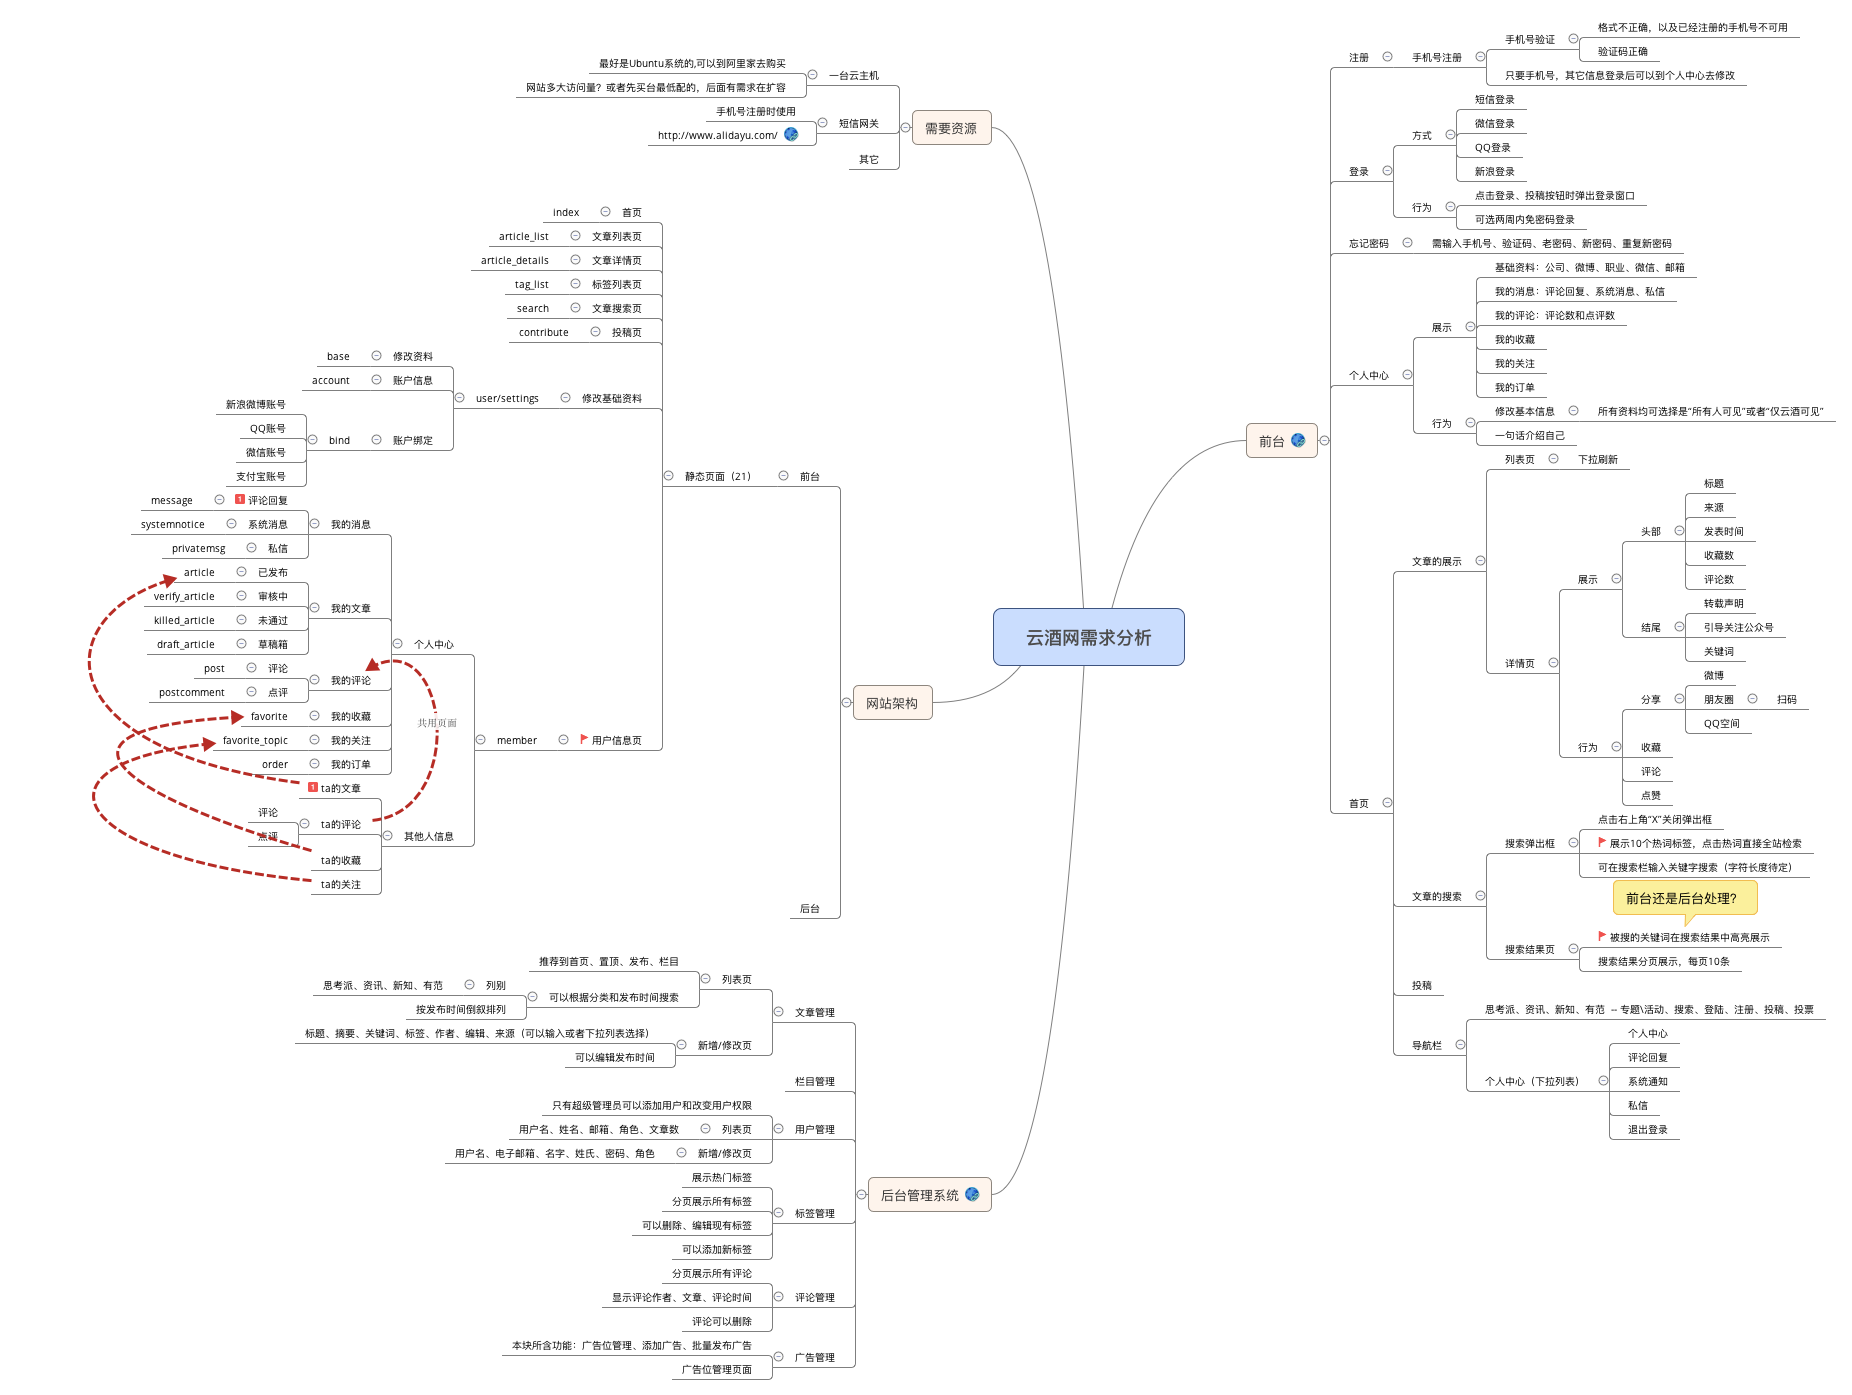 云酒网需求分析
前台
注册
手机号注册
手机号验证
格式不正确，以及已经注册的手机号不可用
验证码正确
只要手机号，其它信息登录后可以到个人中心去修改
登录
方式
短信登录
微信登录
QQ登录
新浪登录
行为
点击登录、投稿按钮时弹出登录窗口
可选两周内免密码登录
忘记密码
需输入手机号、验证码、老密码、新密码、重复新密码
个人中心
展示
基础资料：公司、微博、职业、微信、邮箱
我的消息：评论回复、系统消息、私信
我的评论：评论数和点评数
我的收藏
我的关注
我的订单
行为
修改基本信息
所有资料均可选择是“所有人可见”或者“仅云酒可见”
一句话介绍自己
首页
文章的展示
列表页
下拉刷新
详情页
展示
头部
标题
来源
发表时间
收藏数
评论数
结尾
转载声明
引导关注公众号
关键词
行为
分享
微博
朋友圈
扫码
QQ空间
收藏
评论
点赞
文章的搜索
搜索弹出框
点击右上角“X”关闭弹出框
展示10个热词标签，点击热词直接全站检索
可在搜索栏输入关键字搜索（字符长度待定）
前台还是后台处理？
搜索结果页
被搜的关键词在搜索结果中高亮展示
搜索结果分页展示，每页10条
投稿
导航栏
思考派、资讯、新知、有范 -- 专题\活动、搜索、登陆、注册、投稿、投票
个人中心（下拉列表）
个人中心
评论回复
系统通知
私信
退出登录
需要资源
一台云主机
最好是Ubuntu系统的,可以到阿里家去购买
网站多大访问量？或者先买台最低配的，后面有需求在扩容
短信网关
手机号注册时使用
http://www.alidayu.com/
其它
网站架构
前台
静态页面（21）
首页
index
文章列表页
article_list
文章详情页
article_details
标签列表页
tag_list
文章搜索页
search
投稿页
contribute
修改基础资料
user/settings
修改资料
base
账户信息
account
账户绑定
bind
新浪微博账号
QQ账号
微信账号
支付宝账号
用户信息页
member
个人中心
我的消息
1 评论回复
message
系统消息
systemnotice
私信
privatemsg
我的文章
已发布
article
审核中
verify_article
未通过
killed_article
草稿箱
draft_article
我的评论
评论
post
点评
postcomment
我的收藏
favorite
我的关注
favorite_topic
我的订单
order
共用页面
其他人信息
1 ta的文章
ta的评论
评论
点评
ta的收藏
ta的关注
后台
后台管理系统
文章管理
列表页
推荐到首页、置顶、发布、栏目
可以根据分类和发布时间搜索
列别
思考派、资讯、新知、有范
按发布时间倒叙排列
新增/修改页
标题、摘要、关键词、标签、作者、编辑、来源（可以输入或者下拉列表选择）
可以编辑发布时间
栏目管理
用户管理
只有超级管理员可以添加用户和改变用户权限
列表页
用户名、姓名、邮箱、角色、文章数
新增/修改页
用户名、电子邮箱、名字、姓氏、密码、角色
标签管理
展示热门标签
分页展示所有标签
可以删除、编辑现有标签
可以添加新标签
评论管理
分页展示所有评论
显示评论作者、文章、评论时间
评论可以删除
广告管理
本块所含功能：广告位管理、添加广告、批量发布广告
广告位管理页面